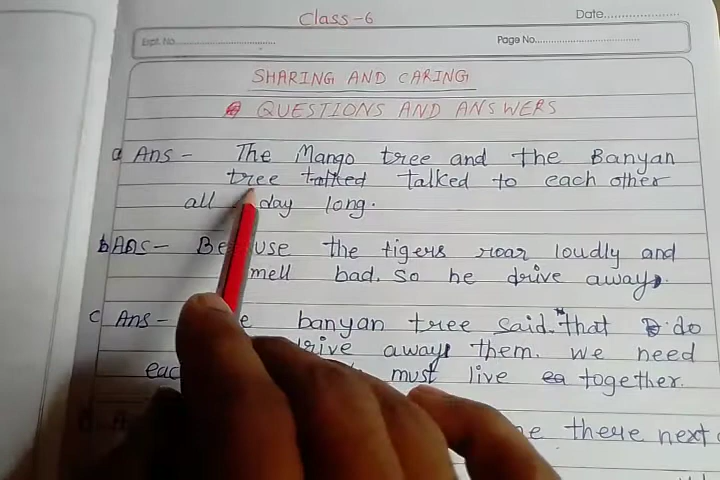 Class-6
Date
Expt. No.
Page No.
SHARING AND CARING
QUESTIONS AND ANSWERS
a Ans - The Mango tree and the Banyan
tree talked talked to each other
all day long.
b Ans - use the tigers roar loudly and
mell bad. So he drive away.
c Ans - e banyan tree said that do
drive away them. we need
eac must live ea together.
e there next